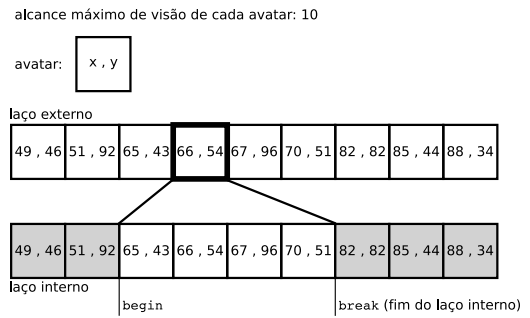 alcance máximo de visão de cada avatar: 10
avatar: x , y
laço externo
49 , 46 51 , 92 65 , 43 66 , 54 67 , 96 70 , 51 82 , 82 85 , 44 88 , 34
49 , 46 51 , 92 65 , 43 66 , 54 67 , 96 70 , 51 82 , 82 85 , 44 88 , 34
laço interno
begin break (fim do laço interno)